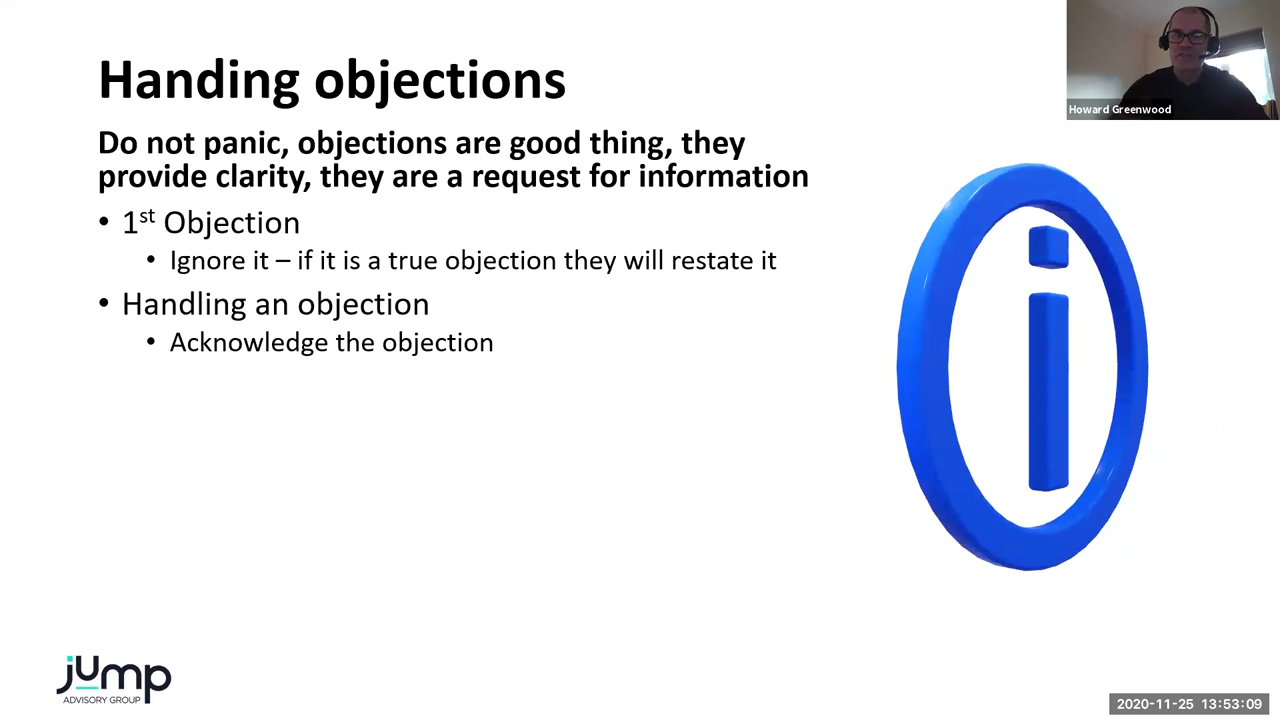 Handing objections
Howard Greenwood
Do not panic, objections are good thing, they
provide clarity, they are a request for information
• 1st Objection
• Ignore it – if it is a true objection they will restate it
• Handling an objection
• Acknowledge the objection
jump
ADVISORY GROUP
2020-11-25 13:53:09